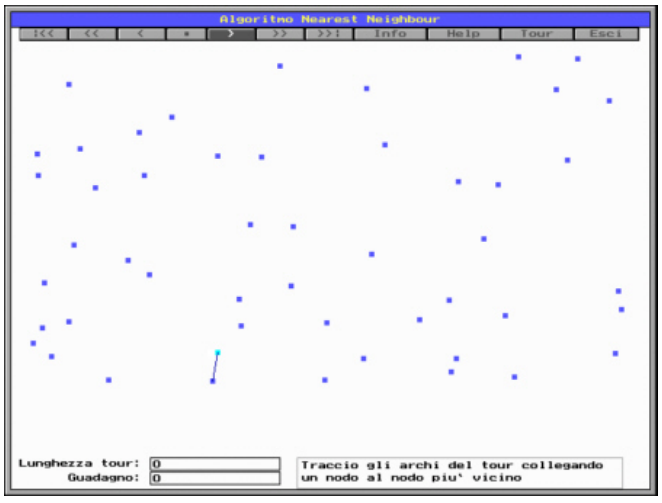 Algoritmo Nearest Neighbour
!<< << < * > >> >>! Info Help Tour Esci
Lunghezza tour: 0
Guadagno: 0
Traccio gli archi del tour collegando
un nodo al nodo piu' vicino